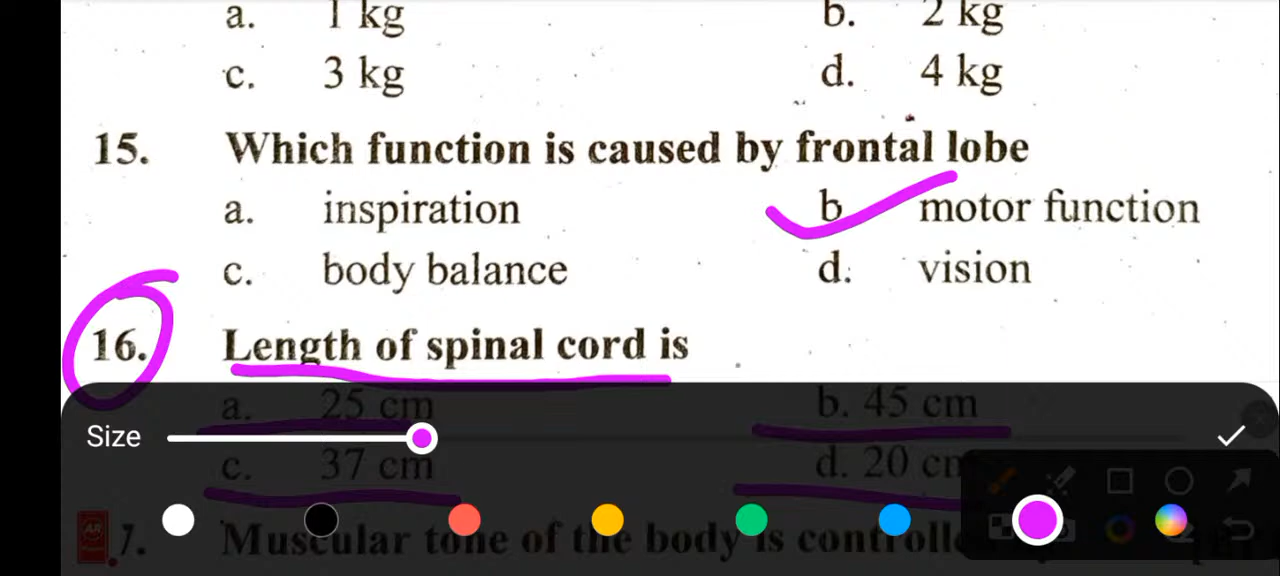 a. 1 kg b. 2 kg
c. 3 kg d. 4 kg
15. Which function is caused by frontal lobe
a. inspiration b motor function
c. body balance d. vision
16. Length of spinal cord is
a. 25 cm b. 45 cm
Size
c. 37 cm d. 20 cm
7. Muscular tone of the body is
AR